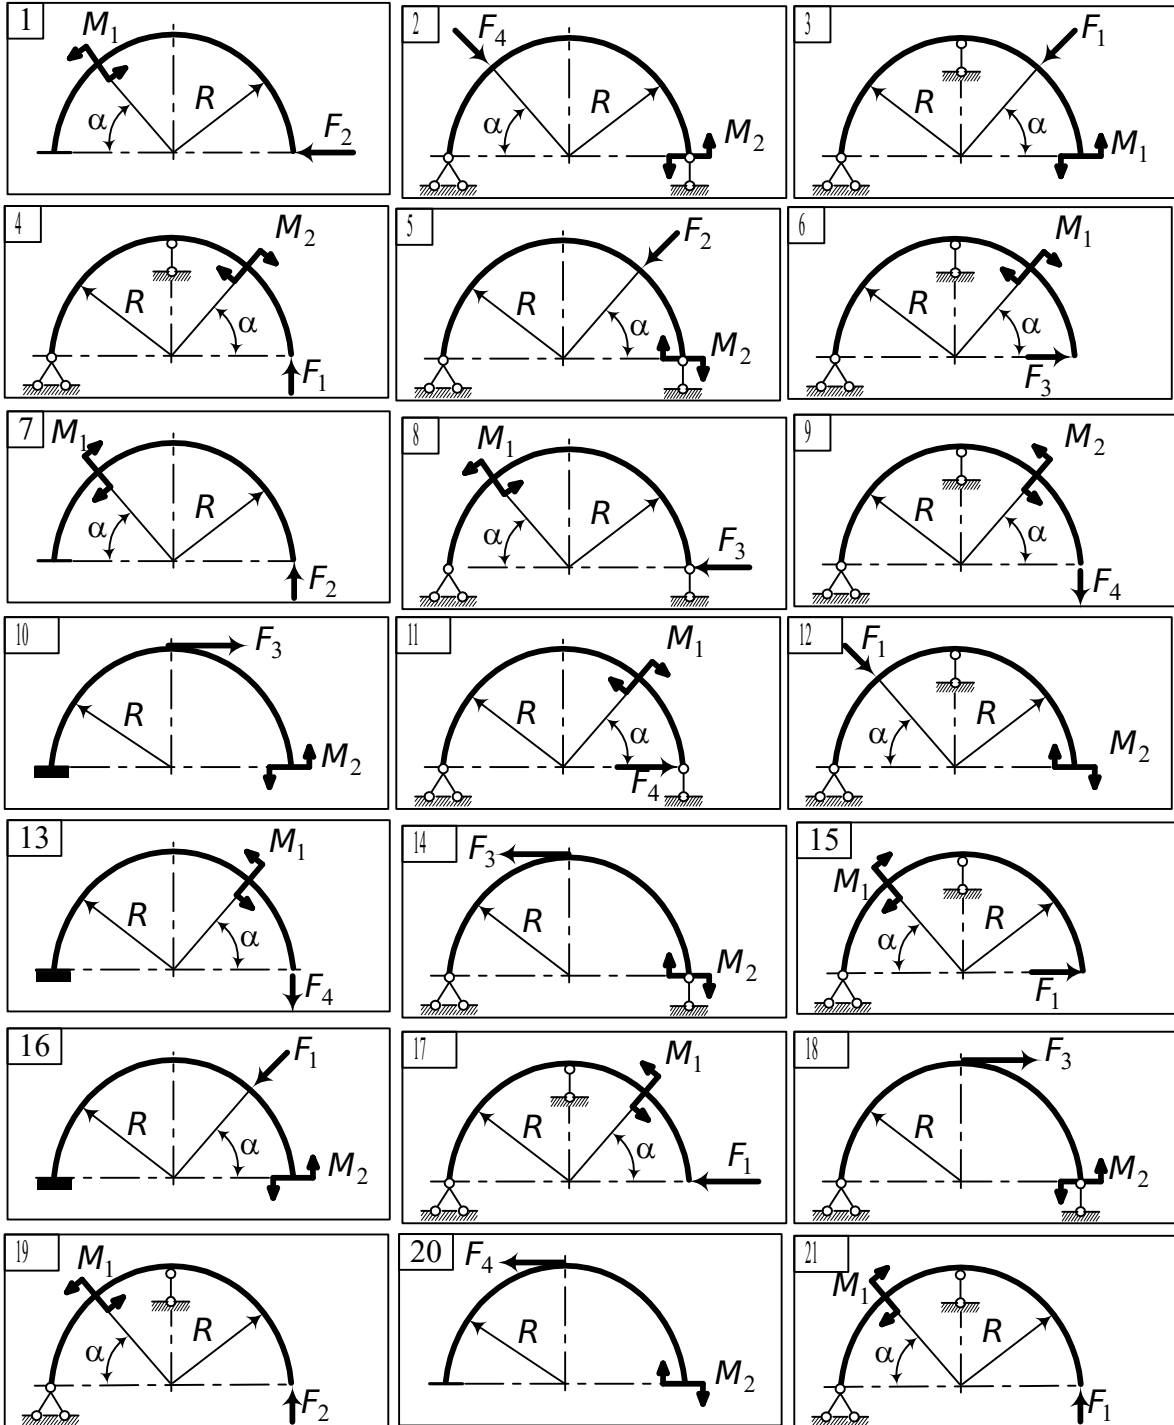 1 M₁ α R F₂
2 F₄ α R M₂
3 F₁ R α M₁
4 M₂ R α F₁
5 F₂ R α M₂
6 M₁ R α F₃
7 M₁ α R F₂
8 M₁ α R F₃
9 M₂ R α F₄
10 F₃ R M₂
11 M₁ R α F₄
12 F₁ α R M₂
13 M₁ R α F₄
14 F₃ R M₂
15 M₁ α R F₁
16 F₁ R α M₂
17 M₁ R α F₁
18 F₃ R M₂
19 M₁ α R F₂
20 F₄ R M₂
21 M₁ α R F₁